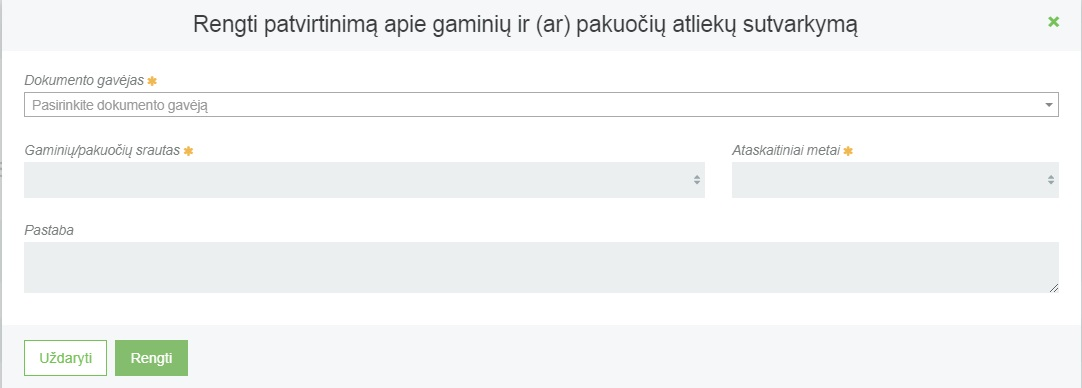 Rengti patvirtinimą apie gaminių ir (ar) pakuočių atliekų sutvarkymą
Dokumento gavėjas ✱
Pasirinkite dokumento gavėją
Gaminių/pakuočių srautas ✱ Ataskaitiniai metai ✱
Pastaba
Uždaryti Rengti